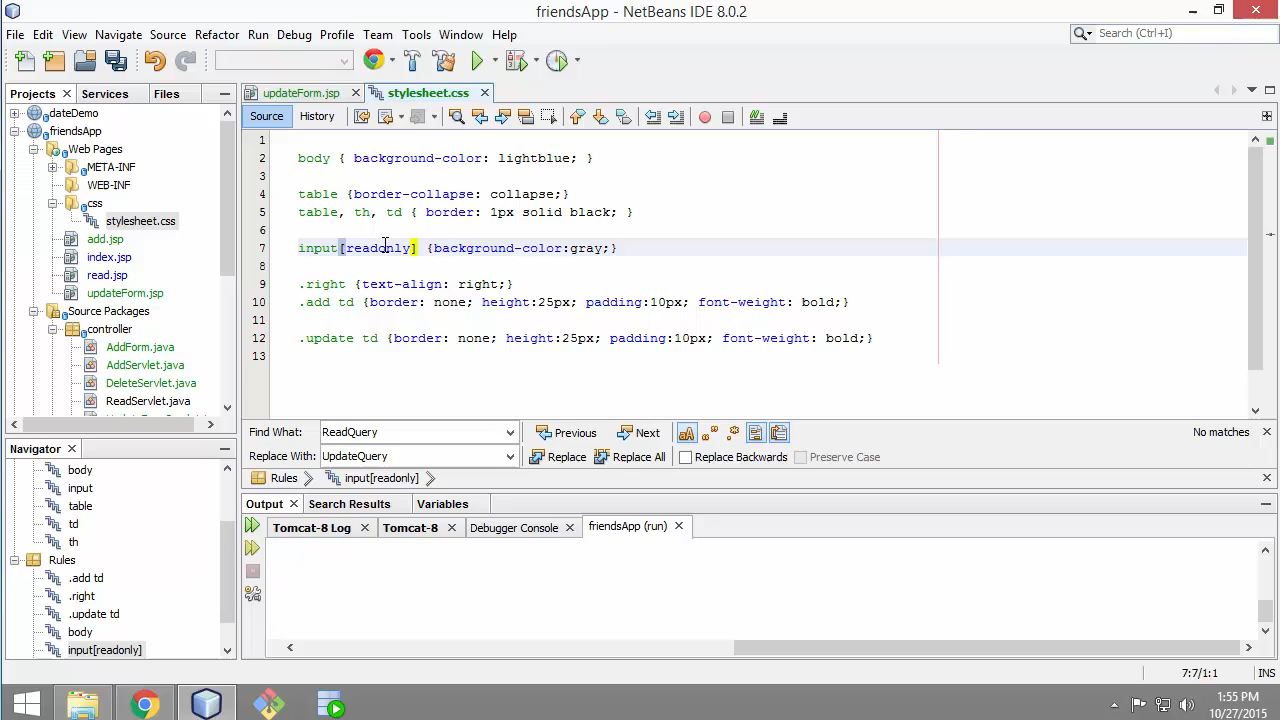 friendsApp - NetBeans IDE 8.0.2
File Edit View Navigate Source Refactor Run Debug Profile Team Tools Window Help
Search (Ctrl+I)
Projects Services Files
dateDemo
friendsApp
Web Pages
META-INF
WEB-INF
css
stylesheet.css
add.jsp
index.jsp
read.jsp
updateForm.jsp
Source Packages
controller
AddForm.java
AddServlet.java
DeleteServlet.java
ReadServlet.java
updateForm.jsp stylesheet.css
Source History
1
2 body { background-color: lightblue; }
3
4 table {border-collapse: collapse;}
5 table, th, td { border: 1px solid black; }
6
7 input[readonly] {background-color:gray;}
8
9 .right {text-align: right;}
10 .add td {border: none; height:25px; padding:10px; font-weight: bold;}
11
12 .update td {border: none; height:25px; padding:10px; font-weight: bold;}
13
Find What: ReadQuery Previous Next No matches
Replace With: UpdateQuery Replace Replace All Replace Backwards Preserve Case
Rules input[readonly]
Navigator
body
input
table
td
th
Rules
.add td
.right
.update td
body
input[readonly]
Output Search Results Variables
Tomcat-8 Log Tomcat-8 Debugger Console friendsApp (run)
7:7/1:1 INS
1:55 PM
10/27/2015